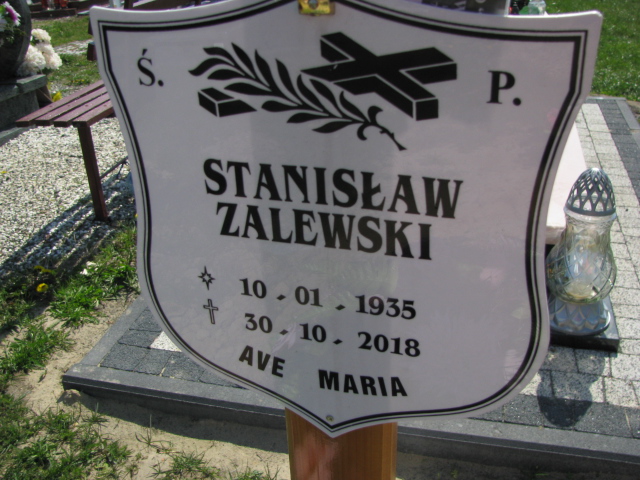 Ś. P.
STANISŁAW
ZALEWSKI
10 - 01 - 1935
30 - 10 - 2018
AVE MARIA